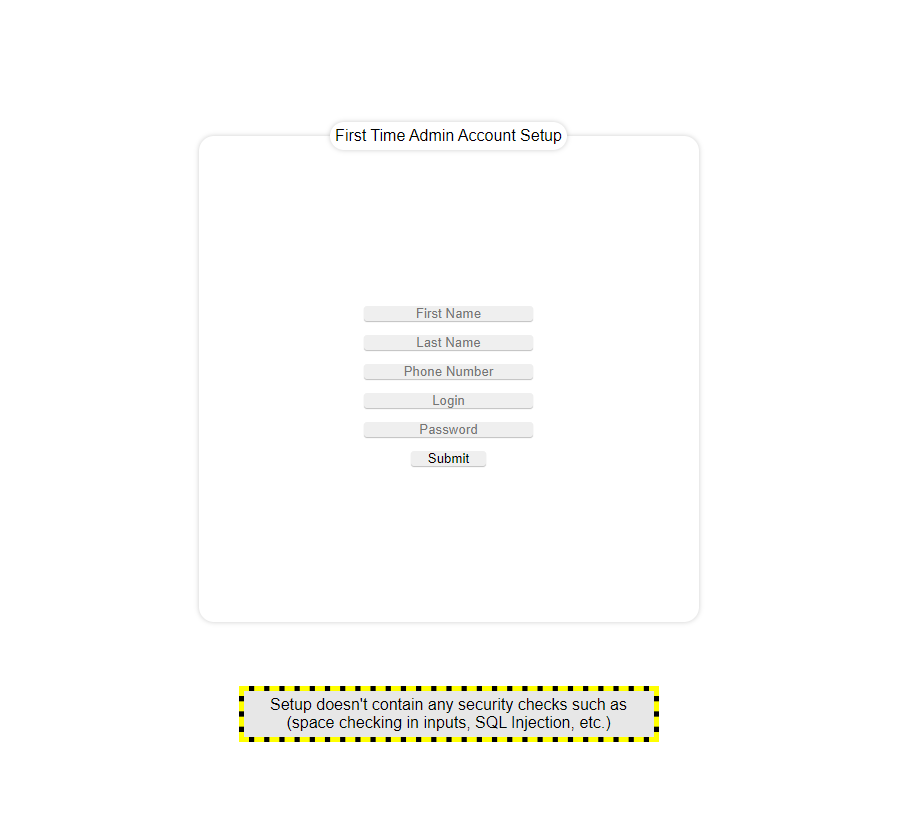 First Time Admin Account Setup
First Name
Last Name
Phone Number
Login
Password
Submit
Setup doesn't contain any security checks such as
(space checking in inputs, SQL Injection, etc.)